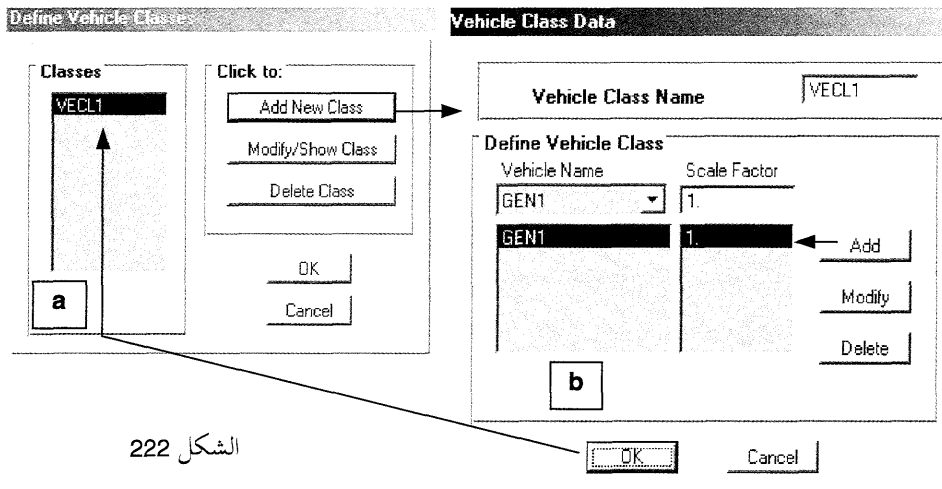 Define Vehicle Classes
Classes
VECL1
Click to:
Add New Class
Modify/Show Class
Delete Class
OK
Cancel
a
Vehicle Class Data
Vehicle Class Name
VECL1
Define Vehicle Class
Vehicle Name
Scale Factor
GEN1
1.
GEN1
1.
Add
Modify
Delete
b
OK
Cancel
الشكل 222